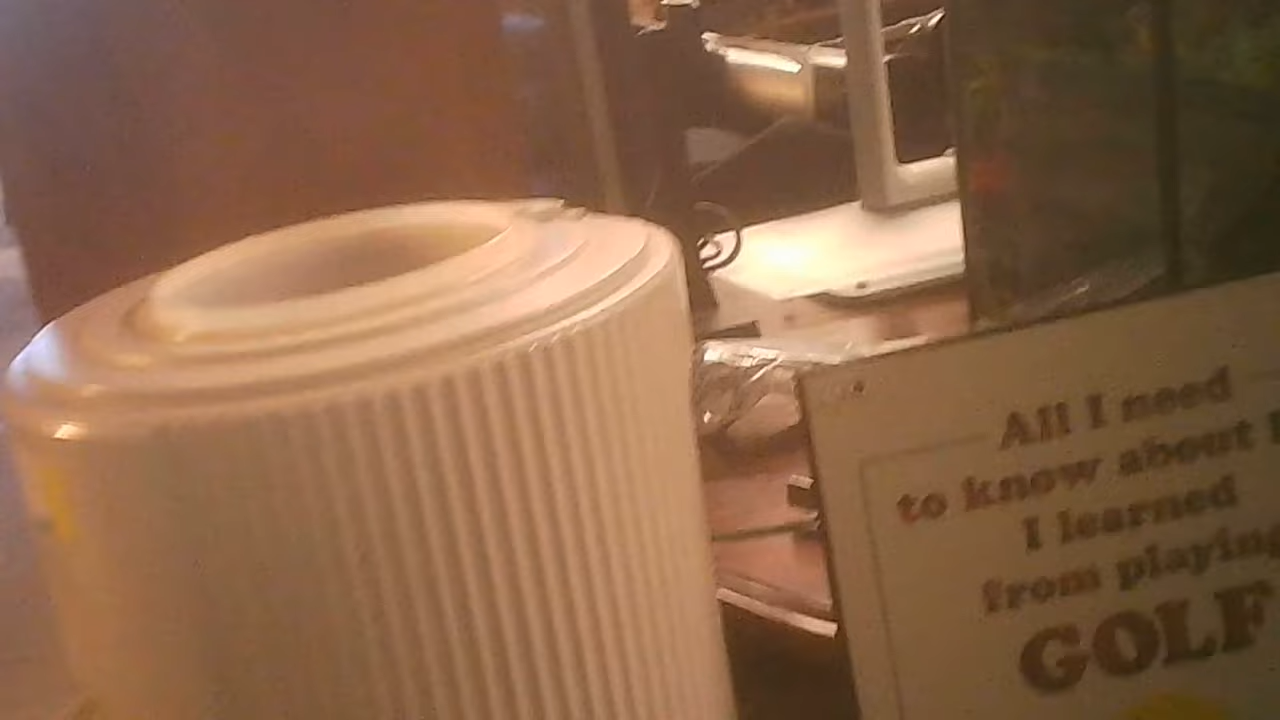 All I need
to know about
I learned
from playing
GOLF